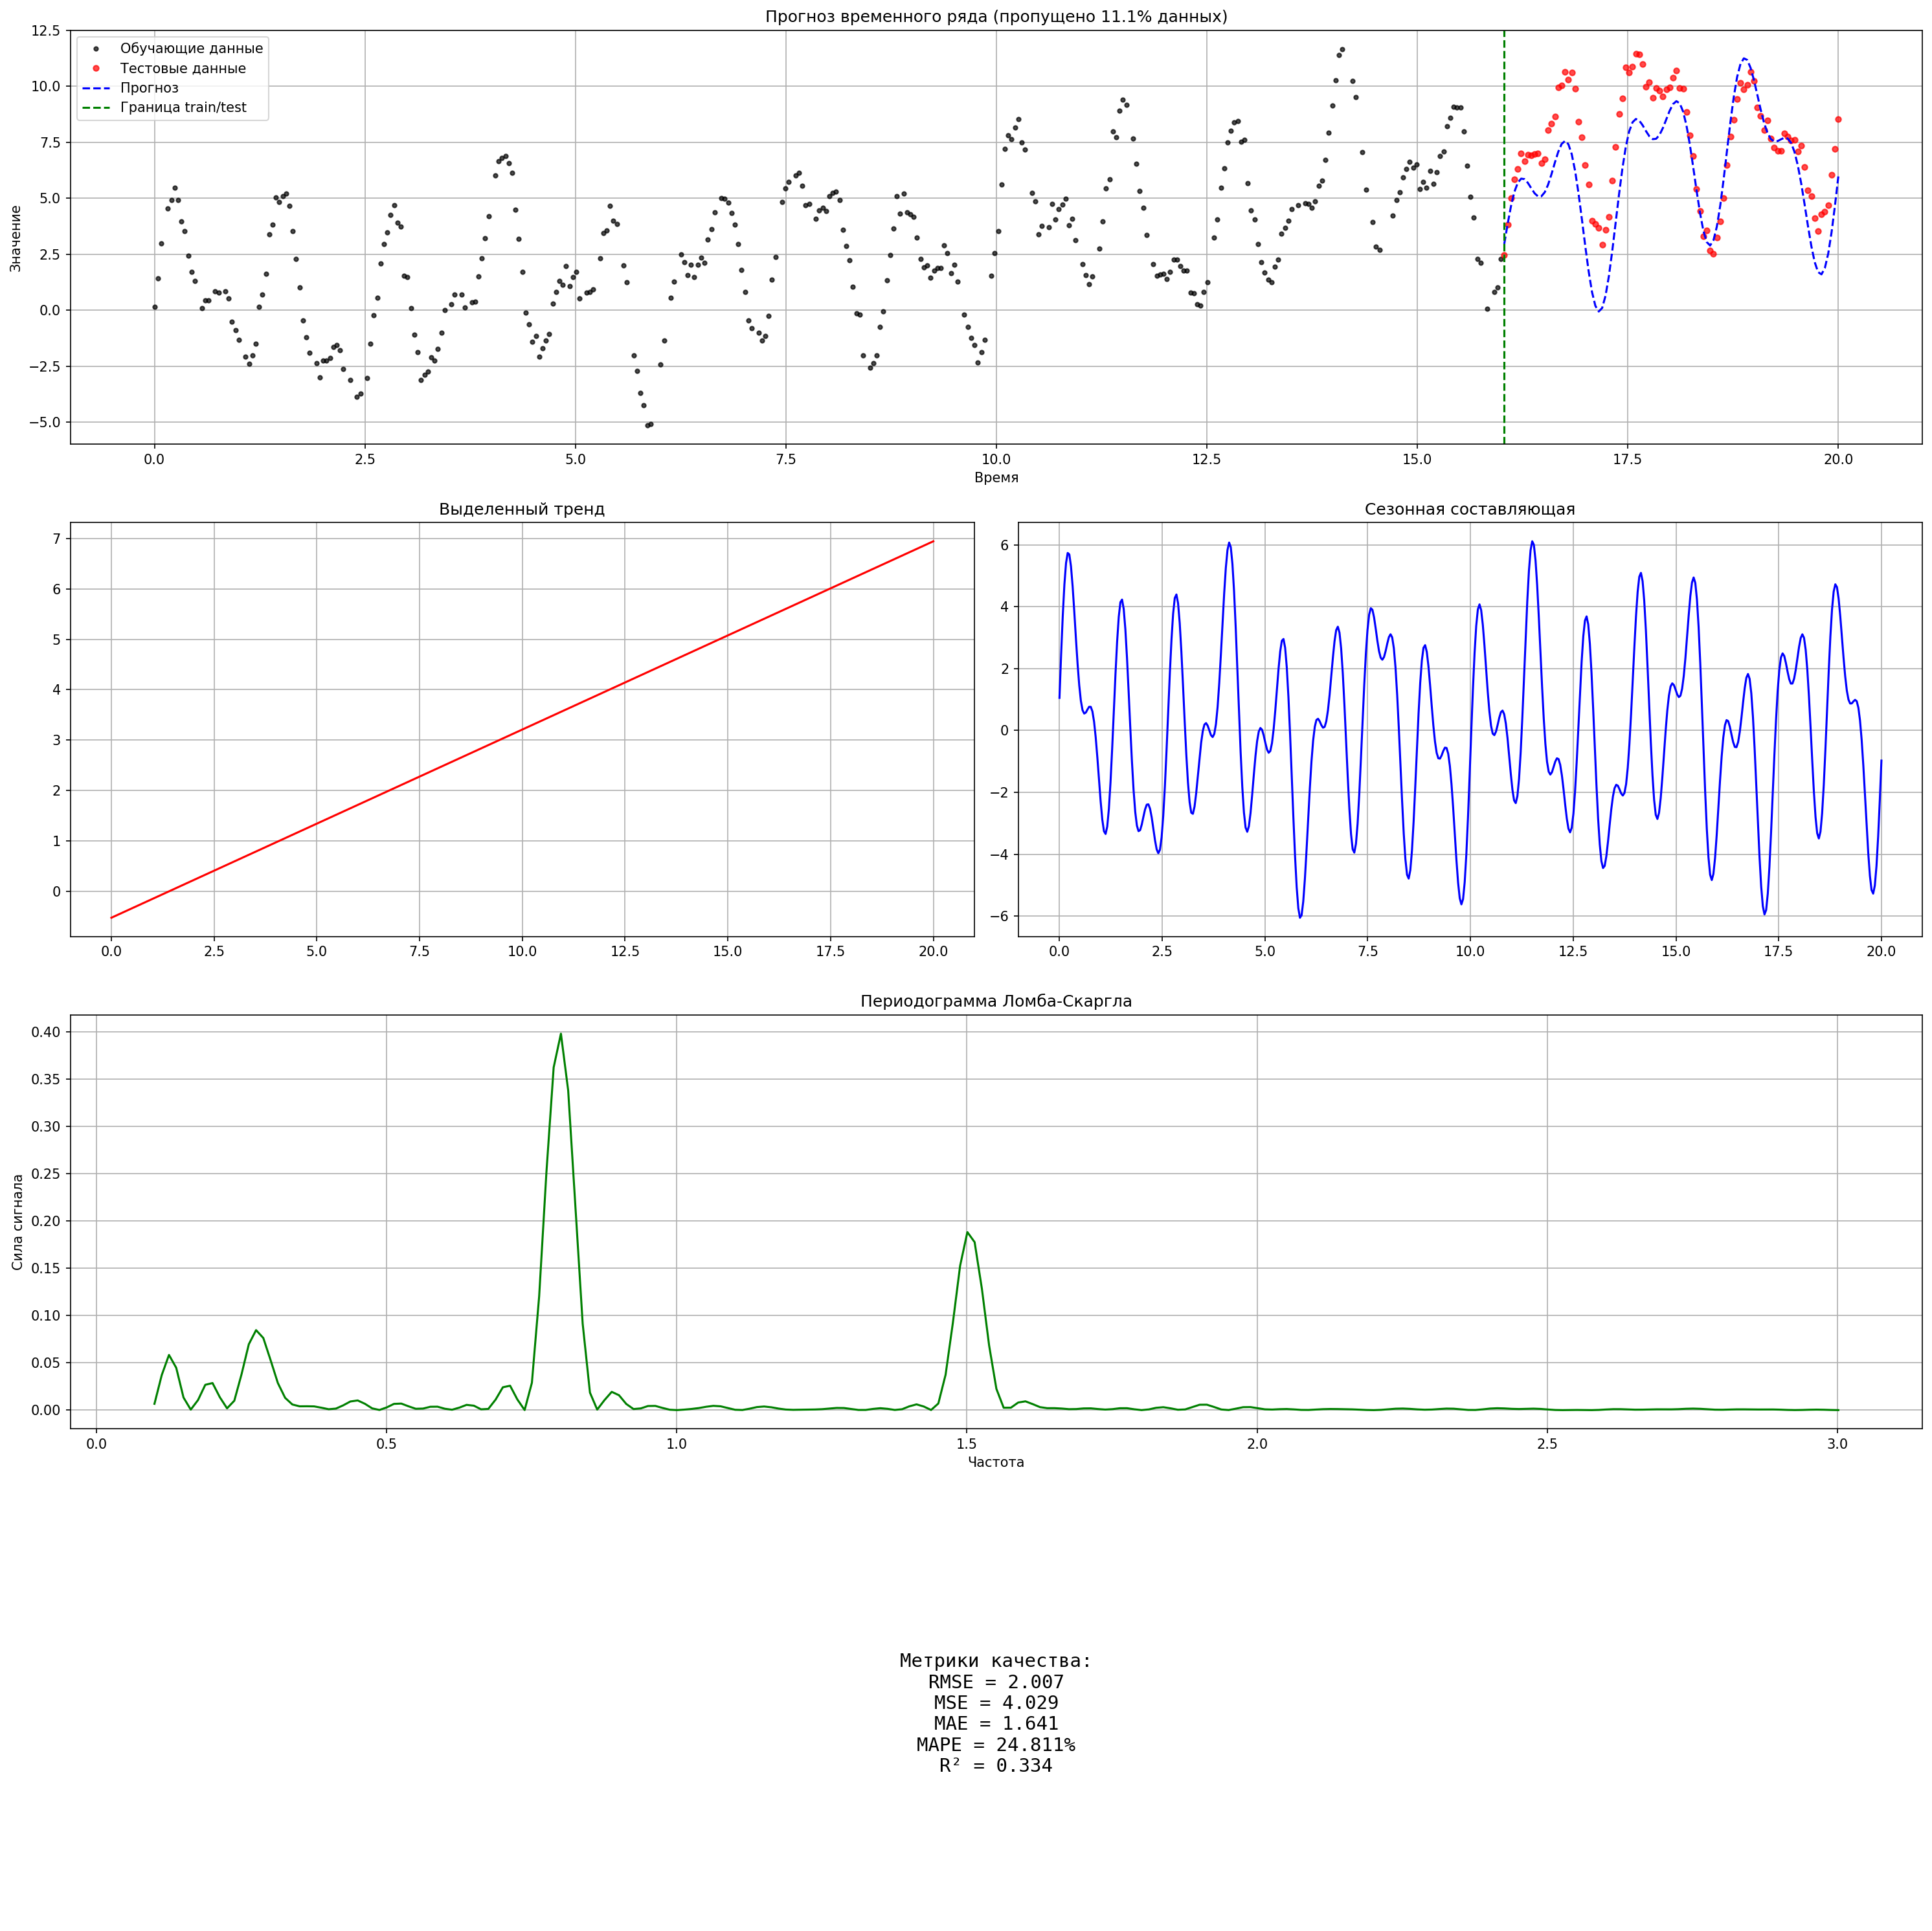 Прогноз временного ряда (пропущено 11.1% данных)
Обучающие данные
Тестовые данные
Прогноз
Граница train/test
12.5
10.0
7.5
5.0
2.5
0.0
−2.5
−5.0
Значение
0.0 2.5 5.0 7.5 10.0 12.5 15.0 17.5 20.0
Время
Выделенный тренд
7
6
5
4
3
2
1
0
0.0 2.5 5.0 7.5 10.0 12.5 15.0 17.5 20.0
Сезонная составляющая
6
4
2
0
−2
−4
−6
0.0 2.5 5.0 7.5 10.0 12.5 15.0 17.5 20.0
Периодограмма Ломба-Скаргла
0.40
0.35
0.30
0.25
0.20
0.15
0.10
0.05
0.00
Сила сигнала
0.0 0.5 1.0 1.5 2.0 2.5 3.0
Частота
Метрики качества:
RMSE = 2.007
MSE = 4.029
MAE = 1.641
MAPE = 24.811%
R² = 0.334